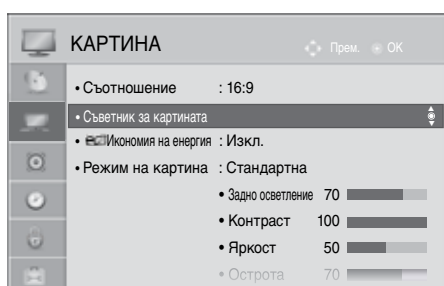 КАРТИНА
Прем. OK
• Съотношение : 16:9
• Съветник за картината
• Икономия на енергия : Изкл.
• Режим на картина : Стандартна
• Задно осветление 70
• Контраст 100
• Яркост 50
• Острота 70